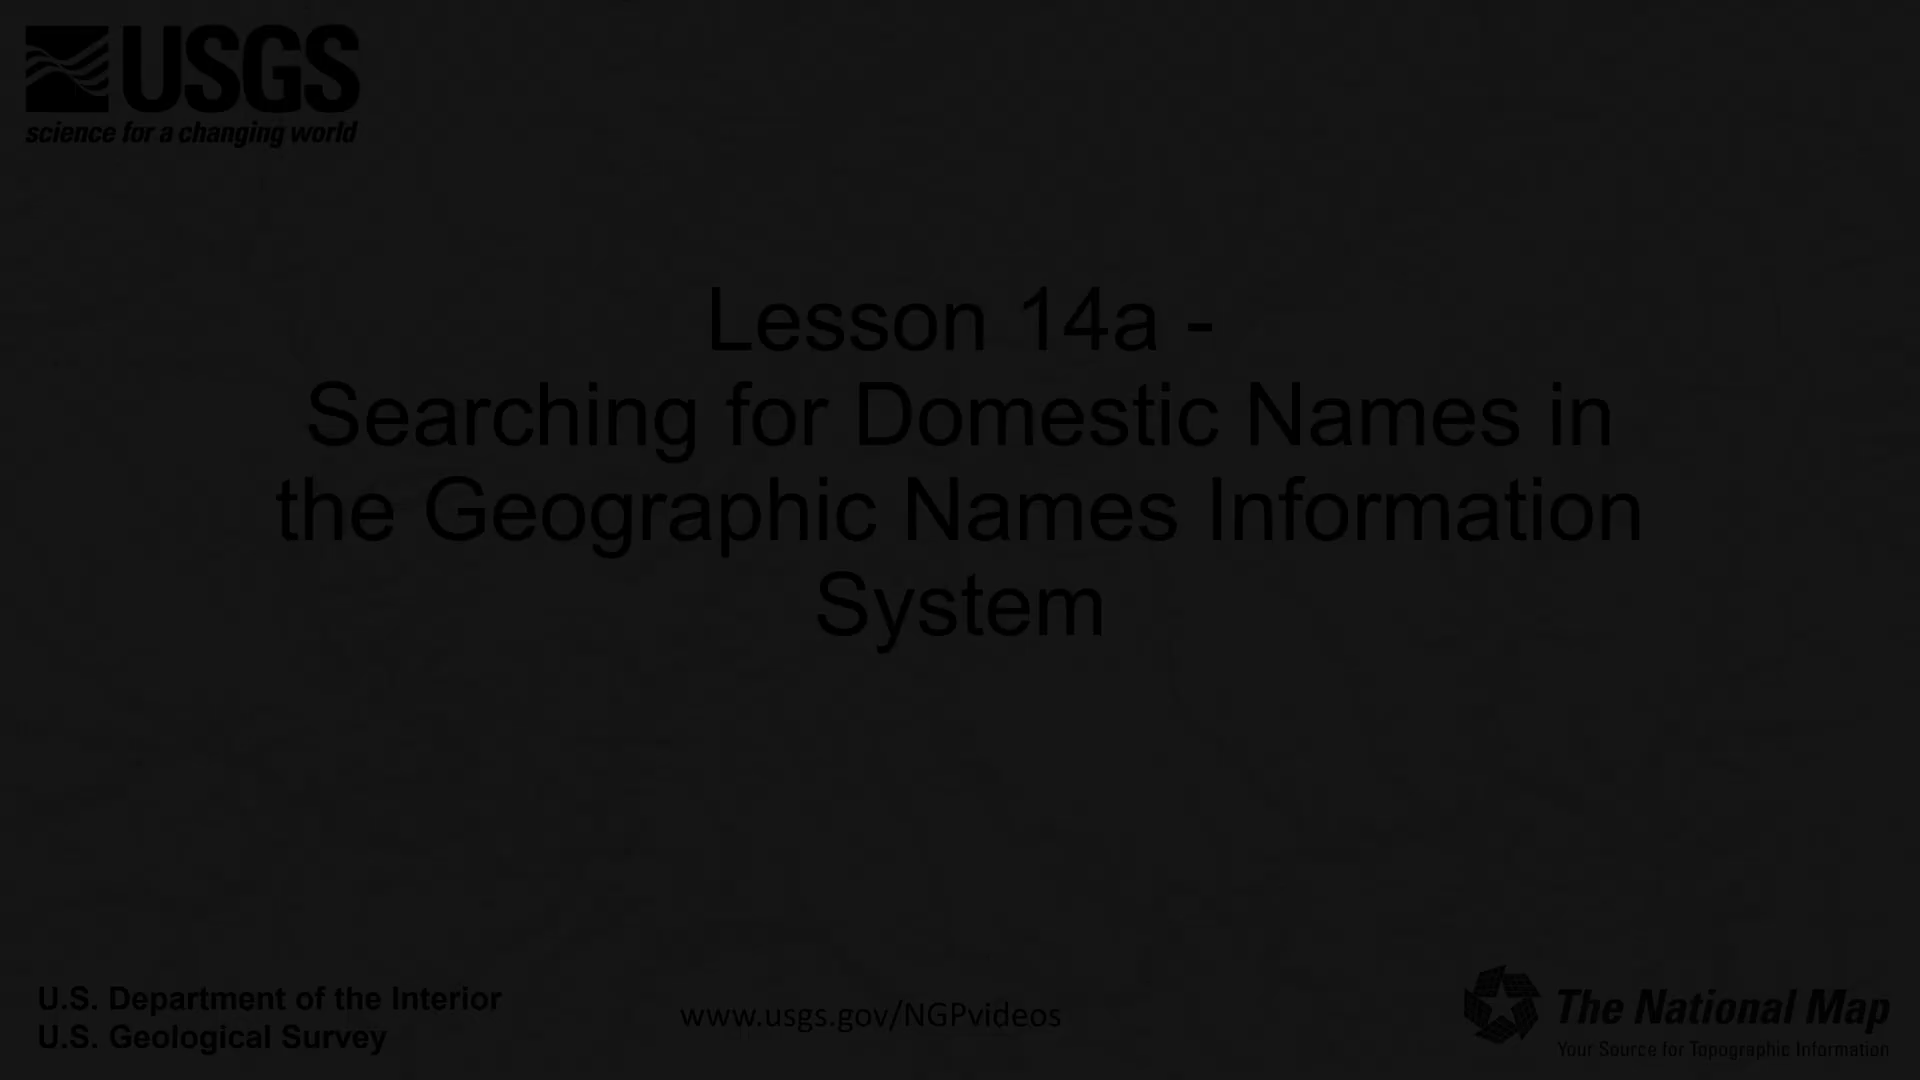 USGS
science for a changing world
Lesson 14a -
Searching for Domestic Names in
the Geographic Names Information
System
U.S. Department of the Interior
U.S. Geological Survey
www.usgs.gov/NGPvideos
The National Map
Your Source for Topographic Information